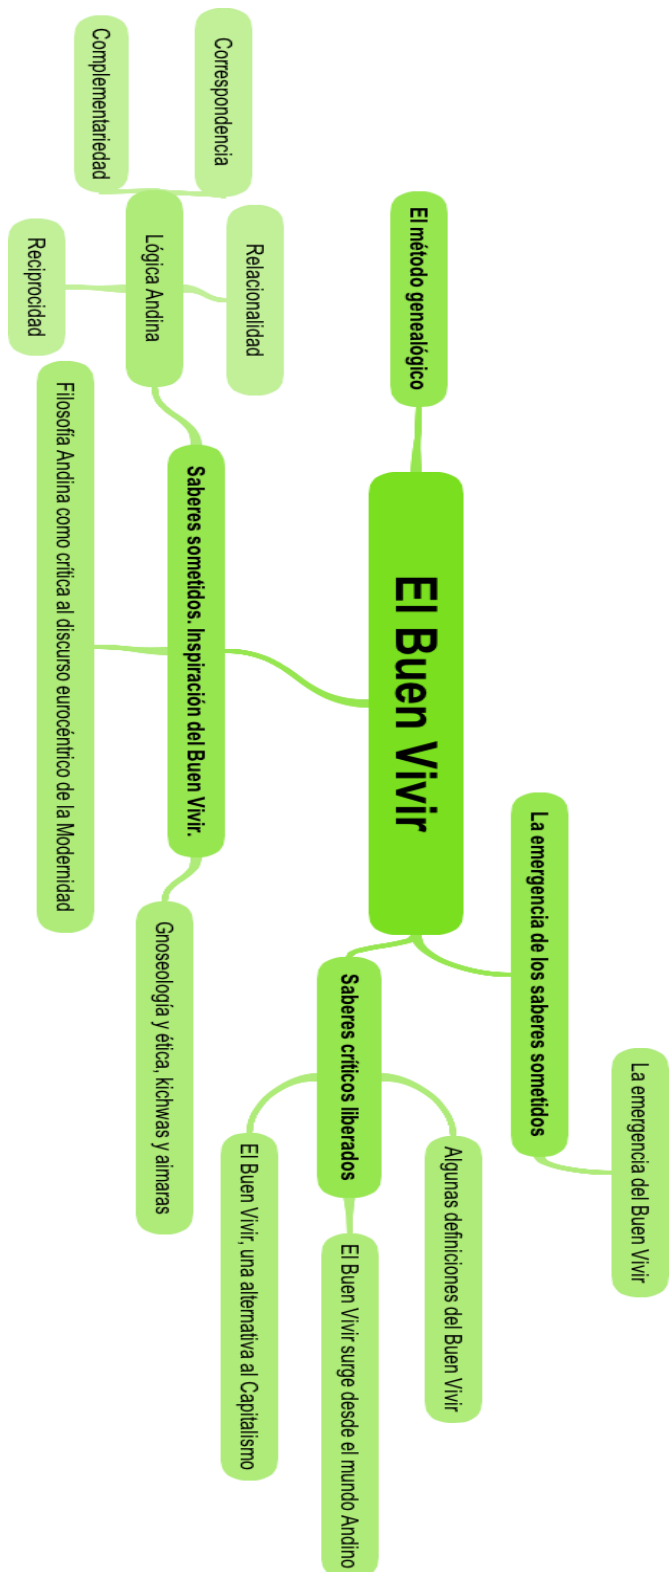 El Buen Vivir
El método genealógico
La emergencia de los saberes sometidos
La emergencia del Buen Vivir
Saberes críticos liberados
Algunas definiciones del Buen Vivir
El Buen Vivir surge desde el mundo Andino
El Buen Vivir, una alternativa al Capitalismo
Saberes sometidos. Inspiración del Buen Vivir.
Lógica Andina
Relacionalidad
Correspondencia
Complementariedad
Reciprocidad
Filosofía Andina como crítica al discurso eurocéntrico de la Modernidad
Gnoseología y ética, kichwas y aimaras